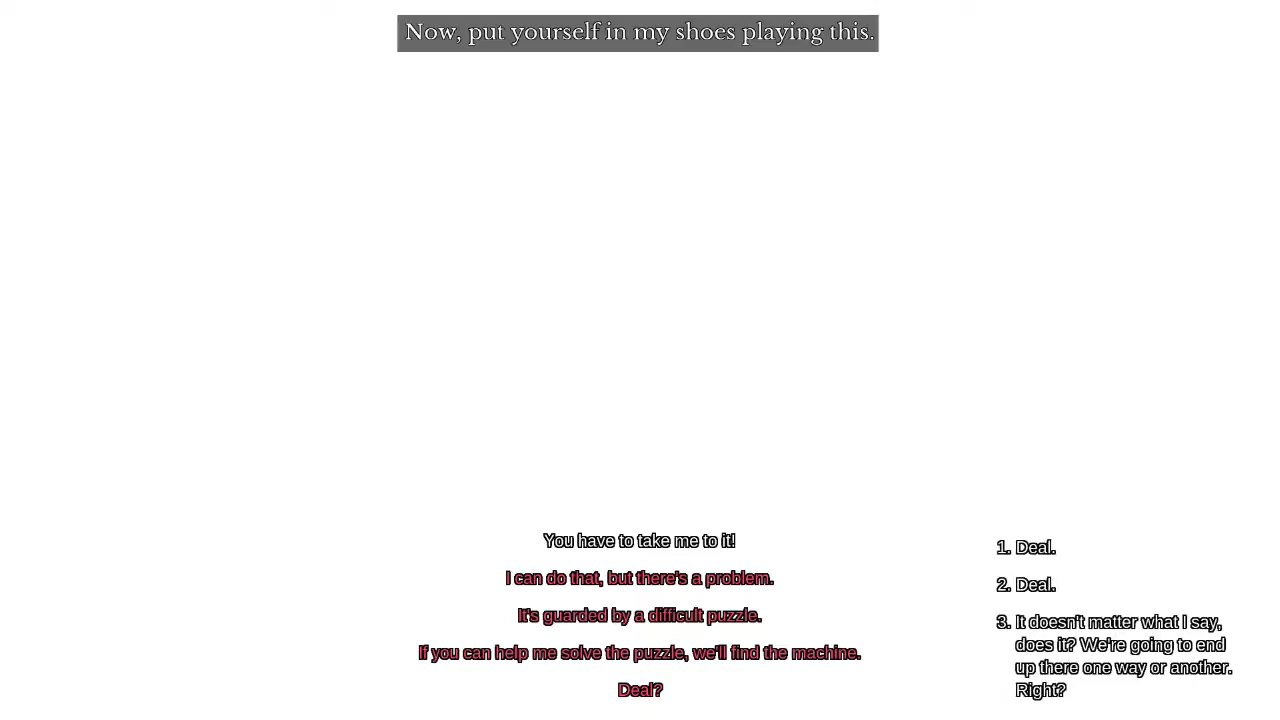 Now, put yourself in my shoes playing this.
You have to take me to it!
I can do that, but there's a problem.
It's guarded by a difficult puzzle.
If you can help me solve the puzzle, we'll find the machine.
Deal?
1. Deal.
2. Deal.
3. It doesn't matter what I say,
does it? We're going to end
up there one way or another.
Right?